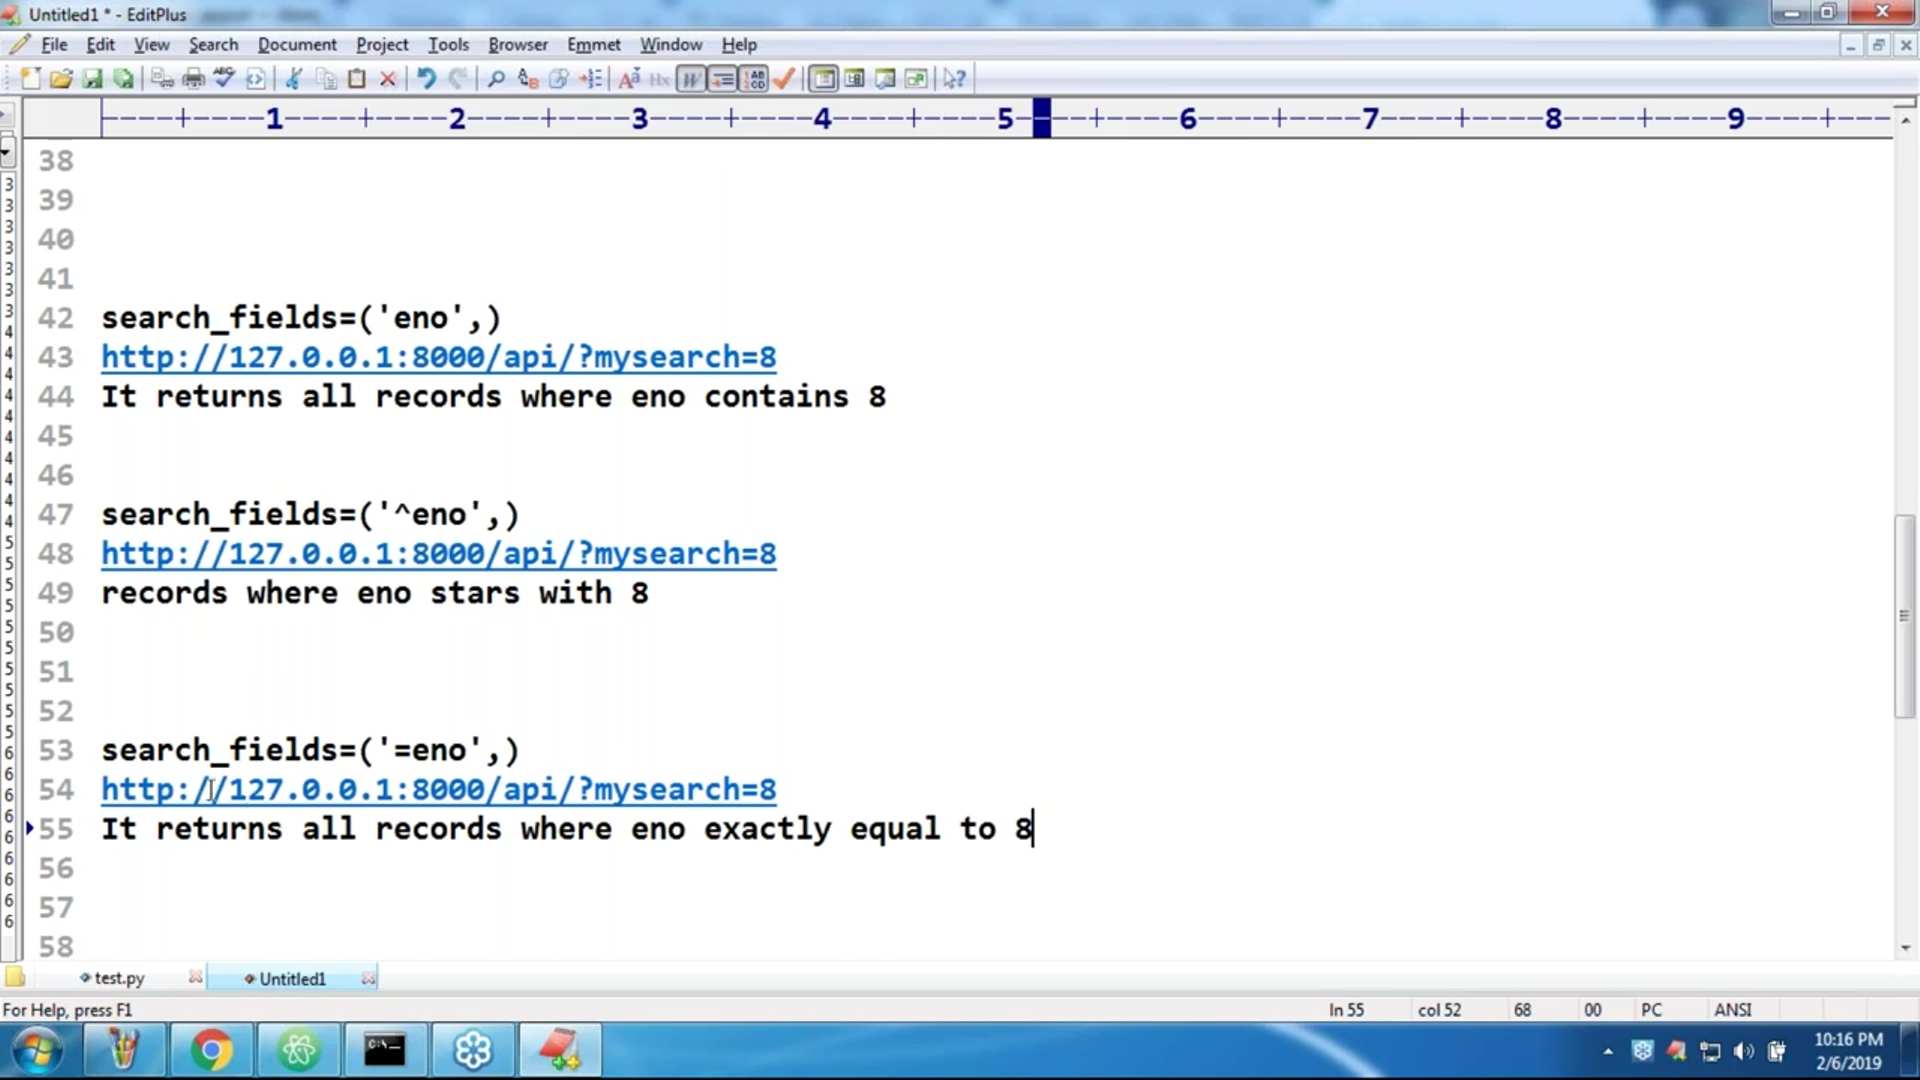 Untitled1 * - EditPlus
File Edit View Search Document Project Tools Browser Emmet Window Help
----+----1----+----2----+----3----+----4----+----5----+----6----+----7----+----8----+----9----+---
38
39
40
41
42 search_fields=('eno',)
43 http://127.0.0.1:8000/api/?mysearch=8
44 It returns all records where eno contains 8
45
46
47 search_fields=('^eno',)
48 http://127.0.0.1:8000/api/?mysearch=8
49 records where eno stars with 8
50
51
52
53 search_fields=('=eno',)
54 http://127.0.0.1:8000/api/?mysearch=8
55 It returns all records where eno exactly equal to 8
56
57
58
test.py Untitled1
For Help, press F1 ln 55 col 52 68 00 PC ANSI
10:16 PM
2/6/2019